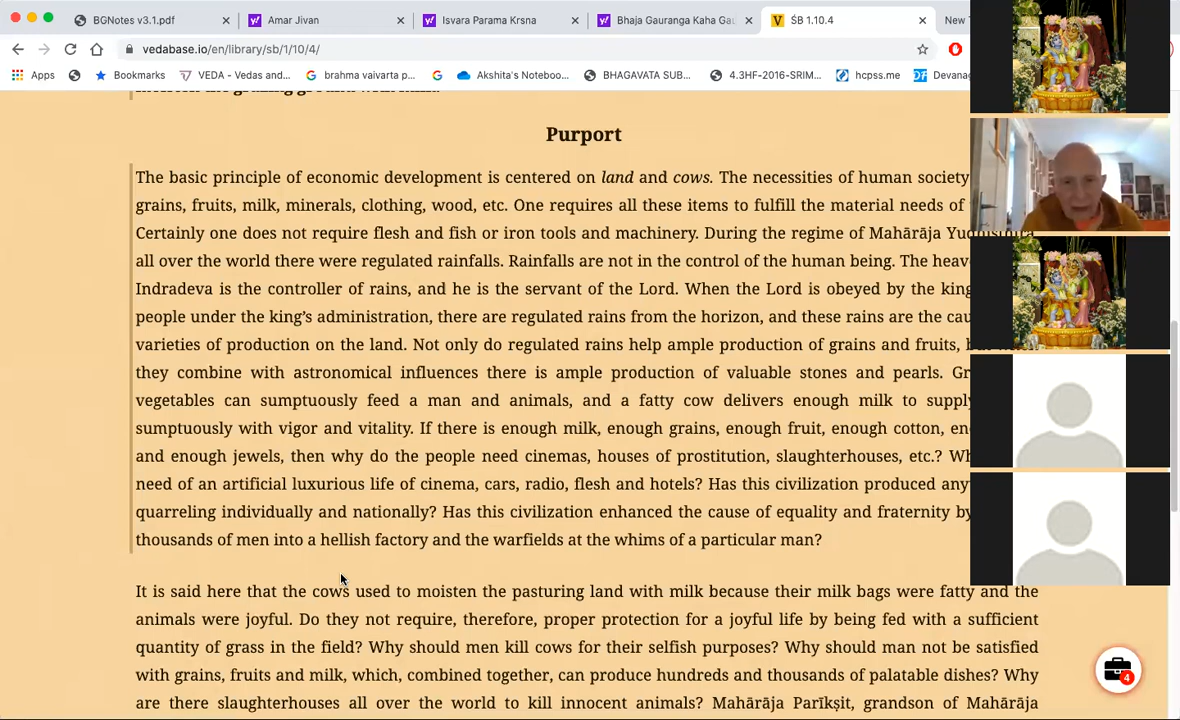 BGNotes v3.1.pdf
Amar Jivan
Isvara Parama Krsna
Bhaja Gauranga Kaha Gau
ŚB 1.10.4
New
vedabase.io/en/library/sb/1/10/4/
Apps
Bookmarks
VEDA - Vedas and...
brahma vaivarta p...
Akshita's Noteboo...
BHAGAVATA SUB...
4.3HF-2016-SRIM...
hcpss.me
Devanag
Purport
The basic principle of economic development is centered on land and cows. The necessities of human society
grains, fruits, milk, minerals, clothing, wood, etc. One requires all these items to fulfill the material needs of
Certainly one does not require flesh and fish or iron tools and machinery. During the regime of Mahārāja Yudhiṣṭhira,
all over the world there were regulated rainfalls. Rainfalls are not in the control of the human being. The heav
Indradeva is the controller of rains, and he is the servant of the Lord. When the Lord is obeyed by the king
people under the king's administration, there are regulated rains from the horizon, and these rains are the cau
varieties of production on the land. Not only do regulated rains help ample production of grains and fruits,
they combine with astronomical influences there is ample production of valuable stones and pearls. Gr
vegetables can sumptuously feed a man and animals, and a fatty cow delivers enough milk to supply
sumptuously with vigor and vitality. If there is enough milk, enough grains, enough fruit, enough cotton, en
and enough jewels, then why do the people need cinemas, houses of prostitution, slaughterhouses, etc.? Wh
need of an artificial luxurious life of cinema, cars, radio, flesh and hotels? Has this civilization produced any
quarreling individually and nationally? Has this civilization enhanced the cause of equality and fraternity by
thousands of men into a hellish factory and the warfields at the whims of a particular man?
It is said here that the cows used to moisten the pasturing land with milk because their milk bags were fatty and the
animals were joyful. Do they not require, therefore, proper protection for a joyful life by being fed with a sufficient
quantity of grass in the field? Why should men kill cows for their selfish purposes? Why should man not be satisfied
with grains, fruits and milk, which, combined together, can produce hundreds and thousands of palatable dishes? Why
are there slaughterhouses all over the world to kill innocent animals? Mahārāja Parīkṣit, grandson of Mahārāja
4